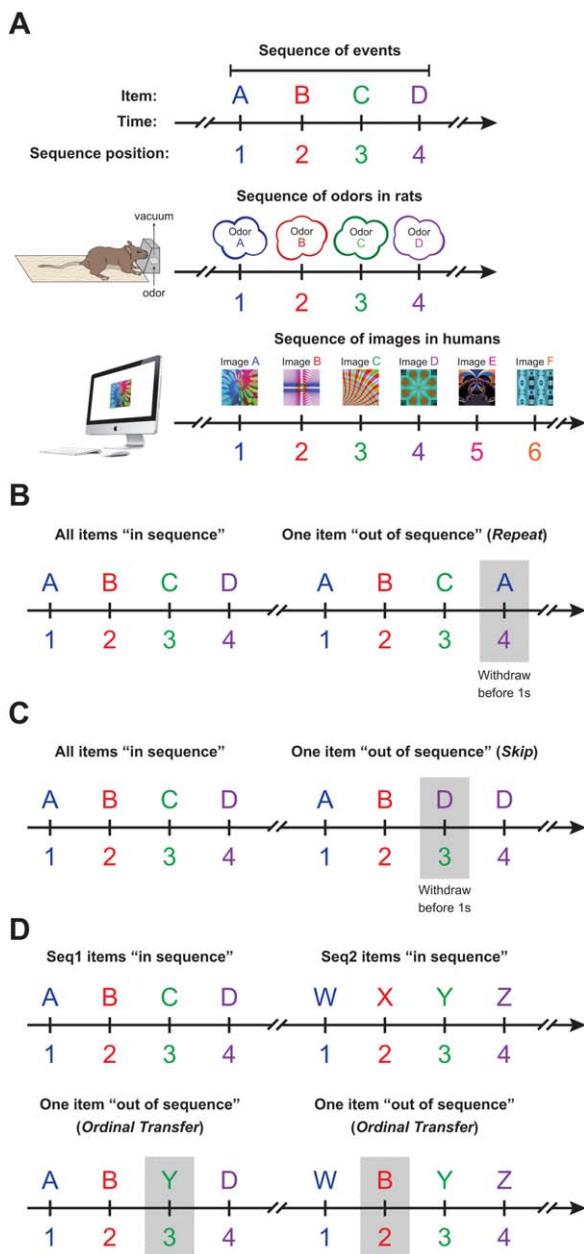 A
Sequence of events
Item: A B C D
Time:
Sequence position: 1 2 3 4
Sequence of odors in rats
vacuum
odor
Odor A Odor B Odor C Odor D
1 2 3 4
Sequence of images in humans
Image A Image B Image C Image D Image E Image F
1 2 3 4 5 6
B
All items “in sequence” One item “out of sequence” (Repeat)
A B C D A B C A
1 2 3 4 1 2 3 4
Withdraw
before 1s
C
All items “in sequence” One item “out of sequence” (Skip)
A B C D A B D D
1 2 3 4 1 2 3 4
Withdraw
before 1s
D
Seq1 items “in sequence” Seq2 items “in sequence”
A B C D W X Y Z
1 2 3 4 1 2 3 4
One item “out of sequence” One item “out of sequence”
(Ordinal Transfer) (Ordinal Transfer)
A B Y D W B Y Z
1 2 3 4 1 2 3 4